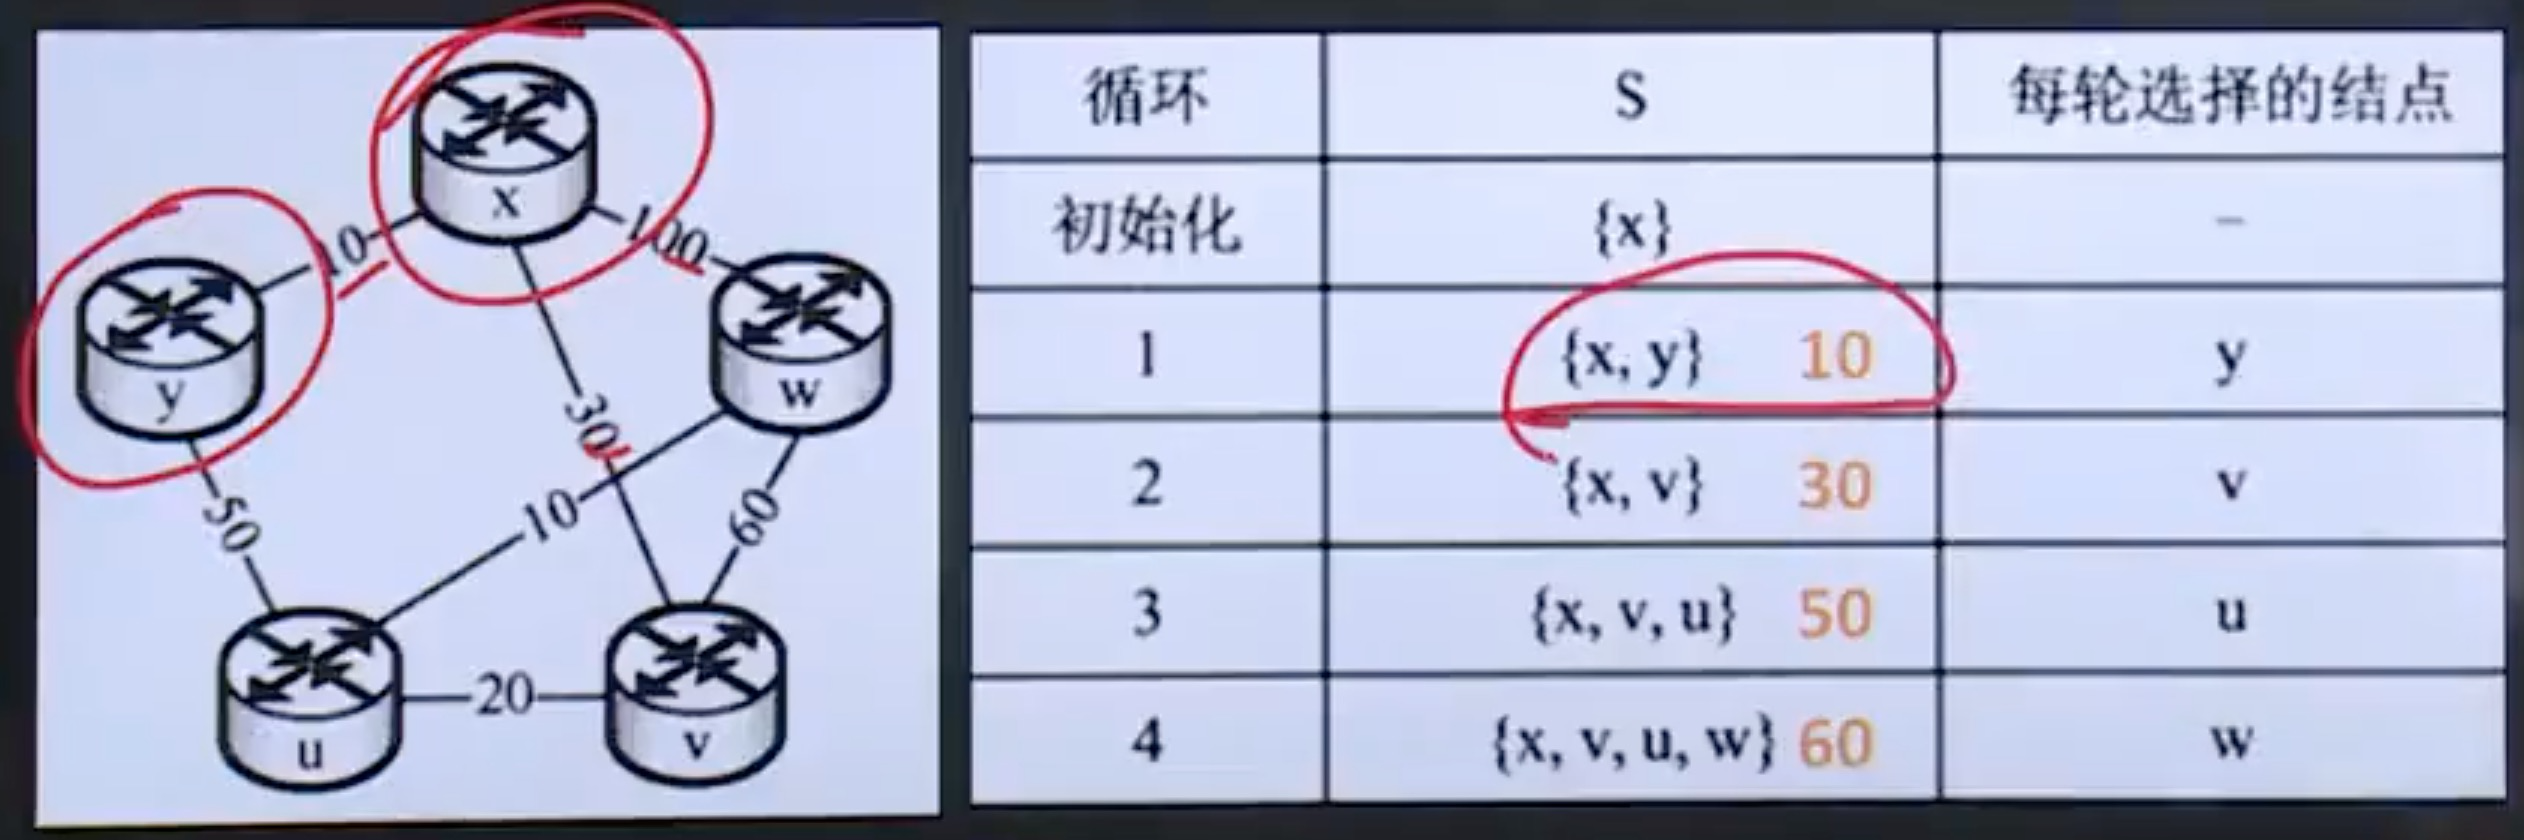 x
10
100
y
w
30
50
10
60
u
20
v
循环 S 每轮选择的结点
初始化 {x} –
1 {x, y} 10 y
2 {x, v} 30 v
3 {x, v, u} 50 u
4 {x, v, u, w} 60 w